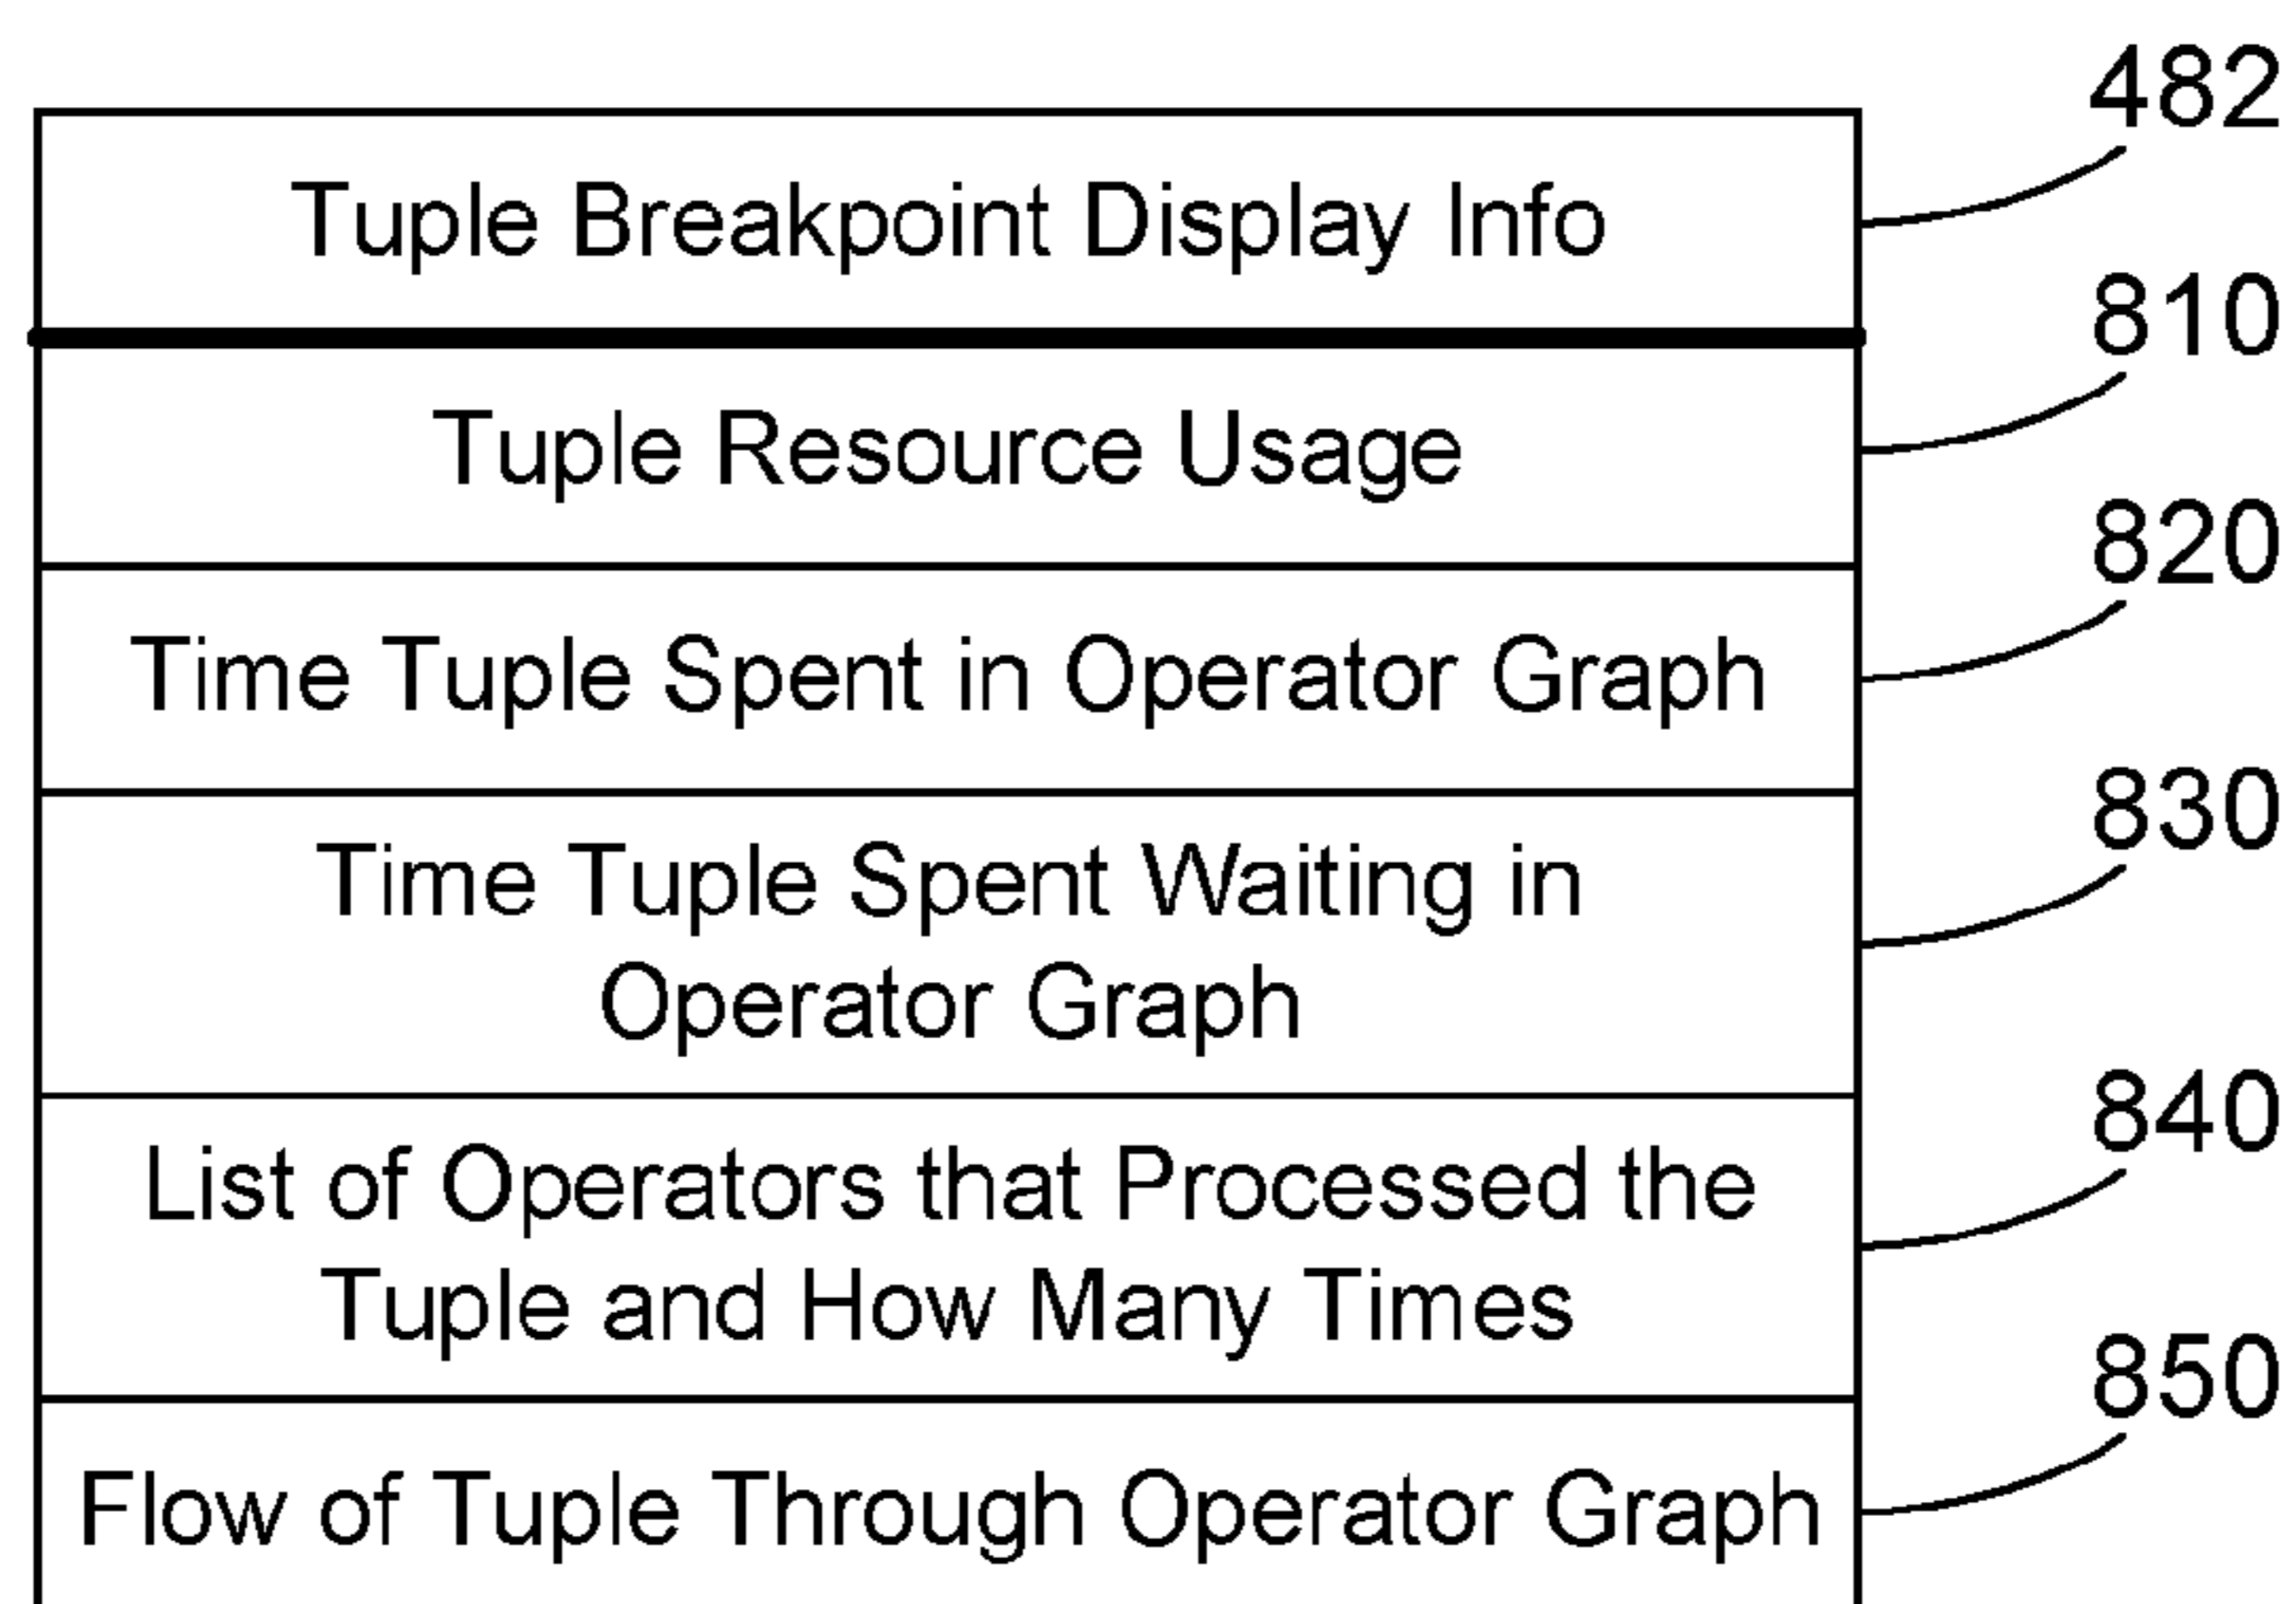 482
Tuple Breakpoint Display Info
810
Tuple Resource Usage
820
Time Tuple Spent in Operator Graph
830
Time Tuple Spent Waiting in
Operator Graph
840
List of Operators that Processed the
Tuple and How Many Times
850
Flow of Tuple Through Operator Graph